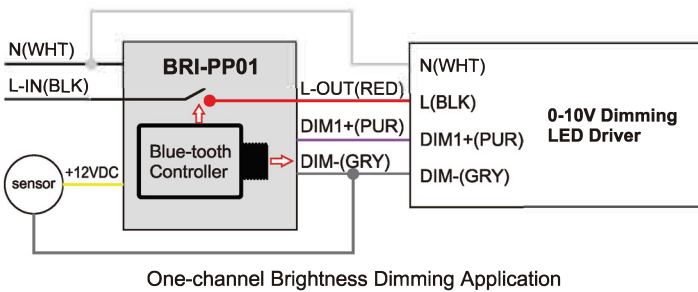 N(WHT)
BRI-PP01
N(WHT)
L-IN(BLK)
L-OUT(RED)
L(BLK)
0-10V Dimming
LED Driver
DIM1+(PUR)
DIM1+(PUR)
Blue-tooth
Controller
DIM-(GRY)
DIM-(GRY)
sensor
+12VDC
One-channel Brightness Dimming Application